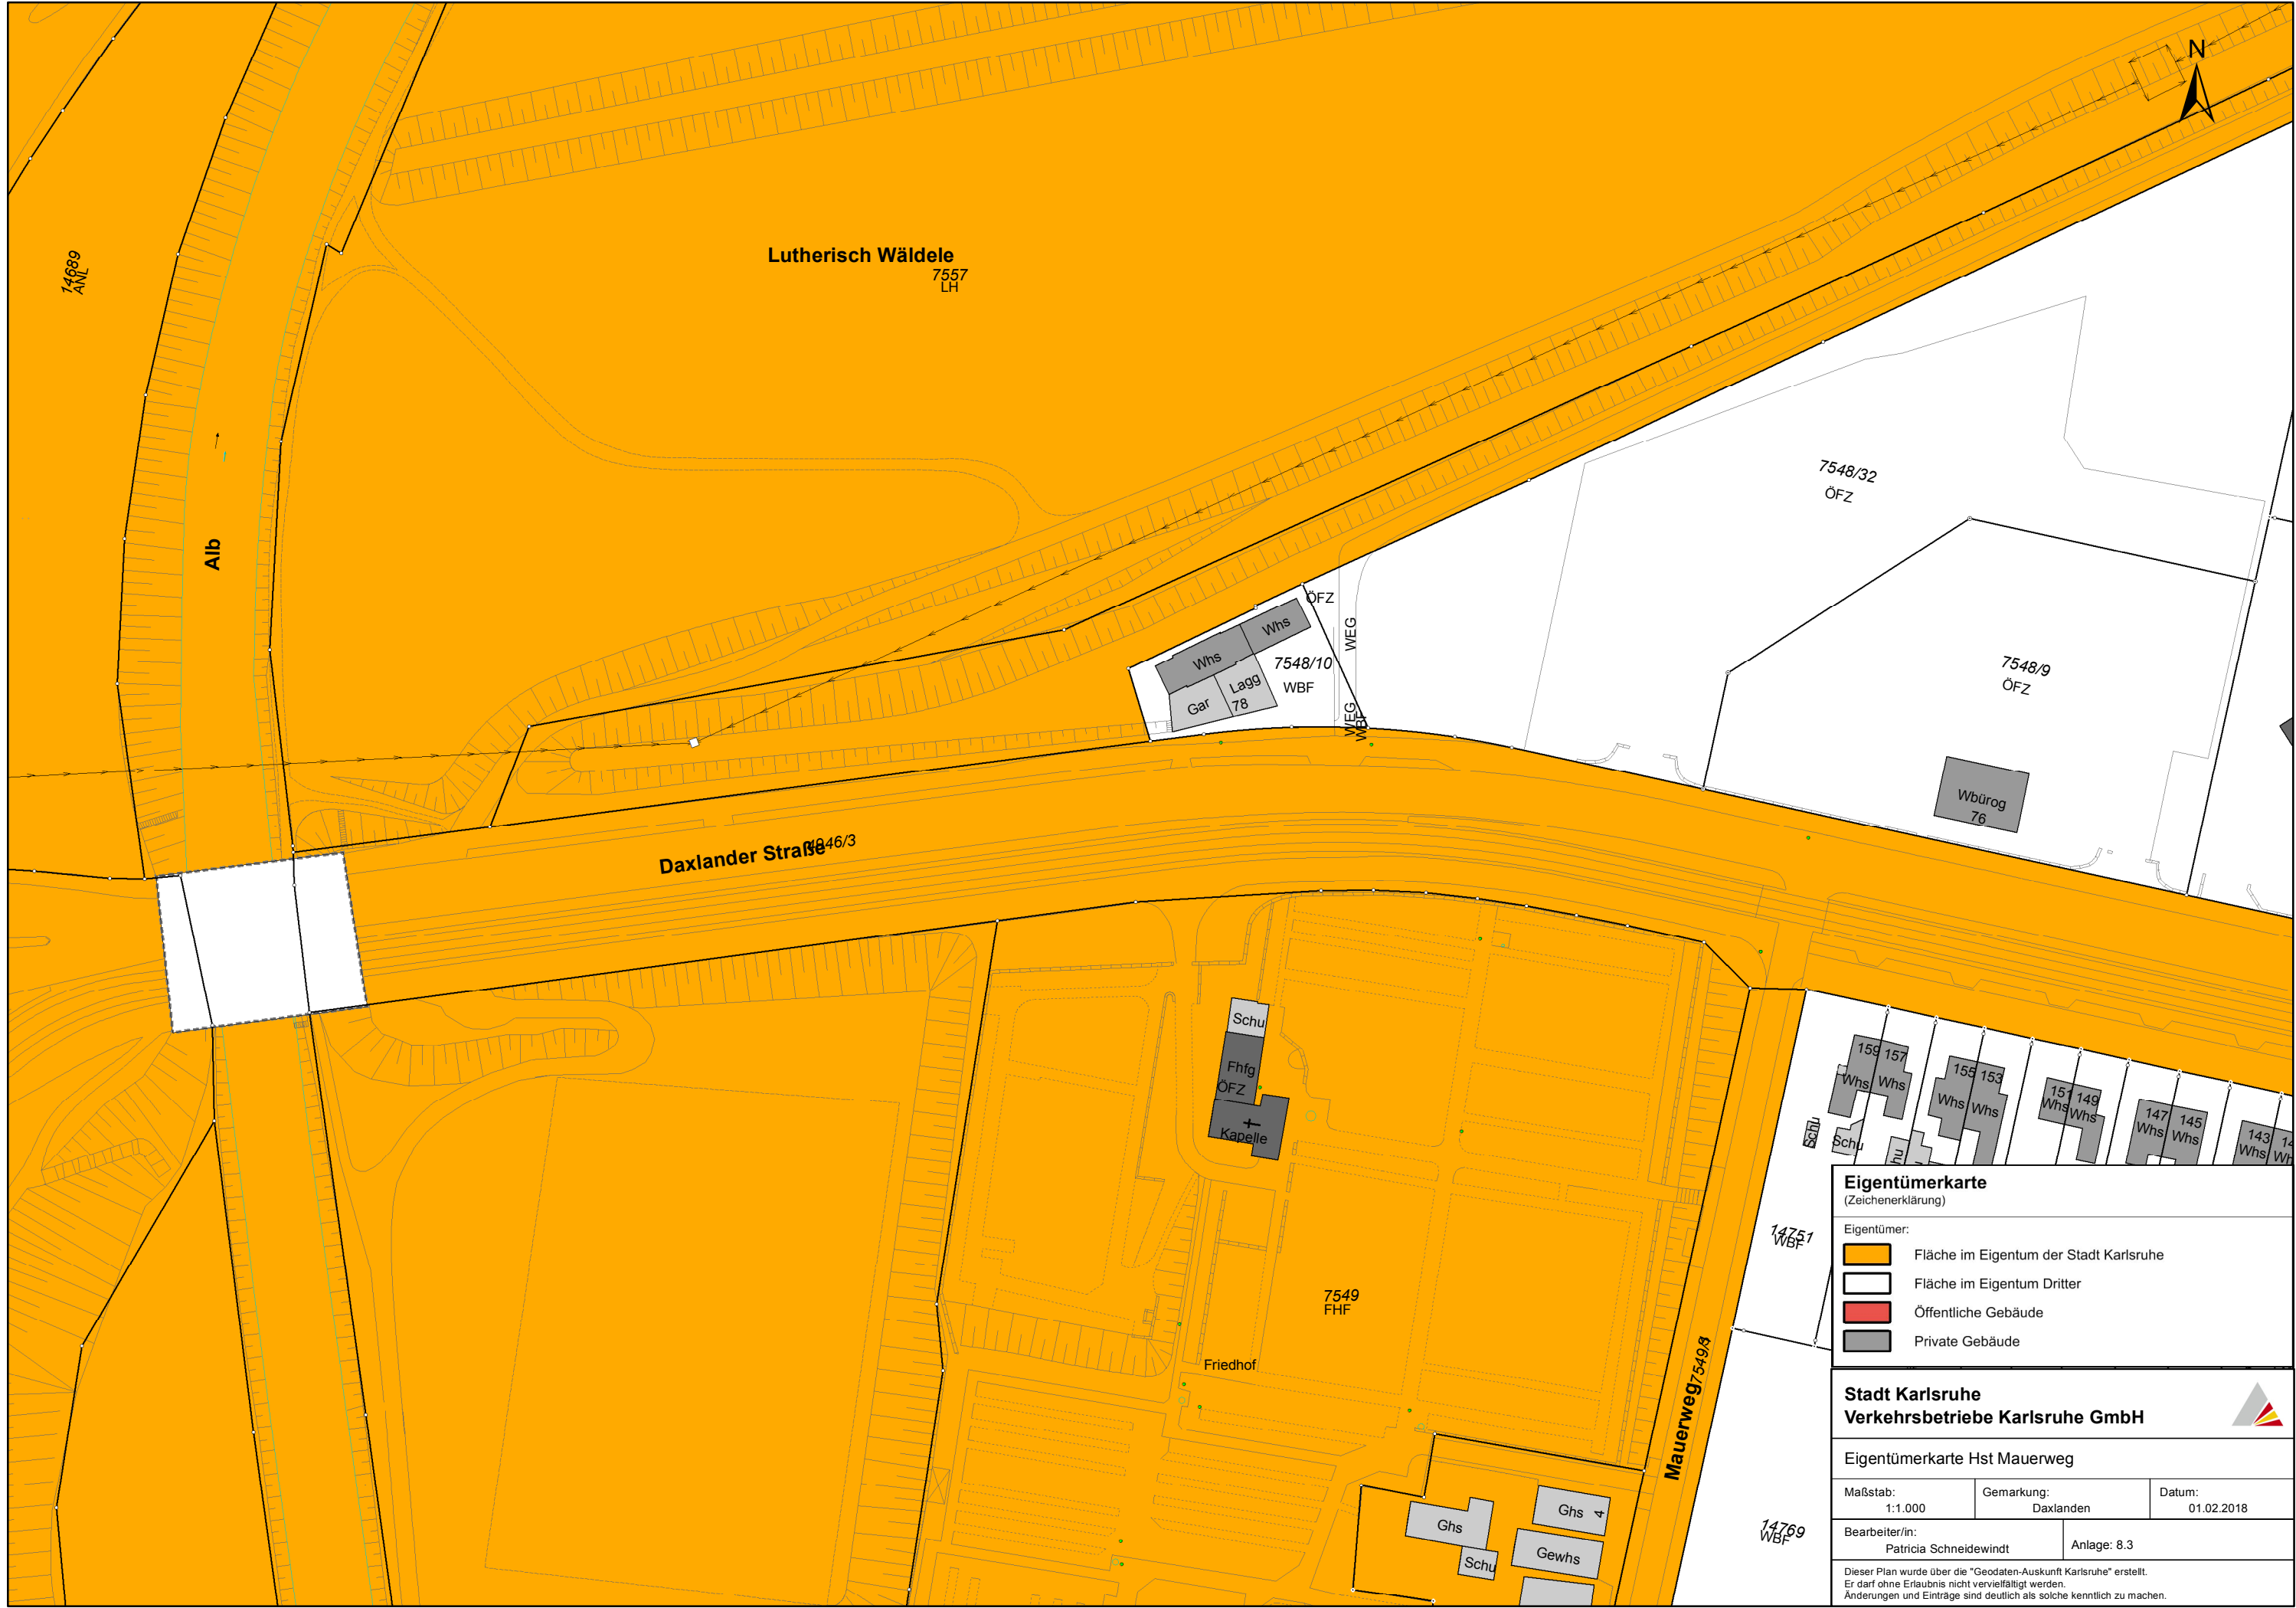 N
14689
ANL
Lutherisch Wäldele
7557
LH
Alb
7548/32
ÖFZ
7548/9
ÖFZ
ÖFZ
WEG
Whs
Whs
7548/10
WBF
Lagg
78
Gar
WEG
WBF
Wbürog
76
Daxlander Straße
4946/3
Schu
Fhfg
ÖFZ
Kapelle
159
157
Whs
Whs
155
153
Whs
Whs
151
149
Whs
Whs
147
145
Whs
Whs
143
Whs
14
Wh
Schu
Schu
hu
14751
WBF
7549
FHF
Friedhof
Mauerweg
Ghs
Schu
Ghs
4
Gewhs
14769
WBF
Eigentümerkarte
(Zeichenerklärung)
Eigentümer:
Fläche im Eigentum der Stadt Karlsruhe
Fläche im Eigentum Dritter
Öffentliche Gebäude
Private Gebäude
Stadt Karlsruhe
Verkehrsbetriebe Karlsruhe GmbH
Eigentümerkarte Hst Mauerweg
Maßstab:
1:1.000
Gemarkung:
Daxlanden
Datum:
01.02.2018
Bearbeiter/in:
Patricia Schneidewindt
Anlage: 8.3
Dieser Plan wurde über die "Geodaten-Auskunft Karlsruhe" erstellt.
Er darf ohne Erlaubnis nicht vervielfältigt werden.
Änderungen und Einträge sind deutlich als solche kenntlich zu machen.